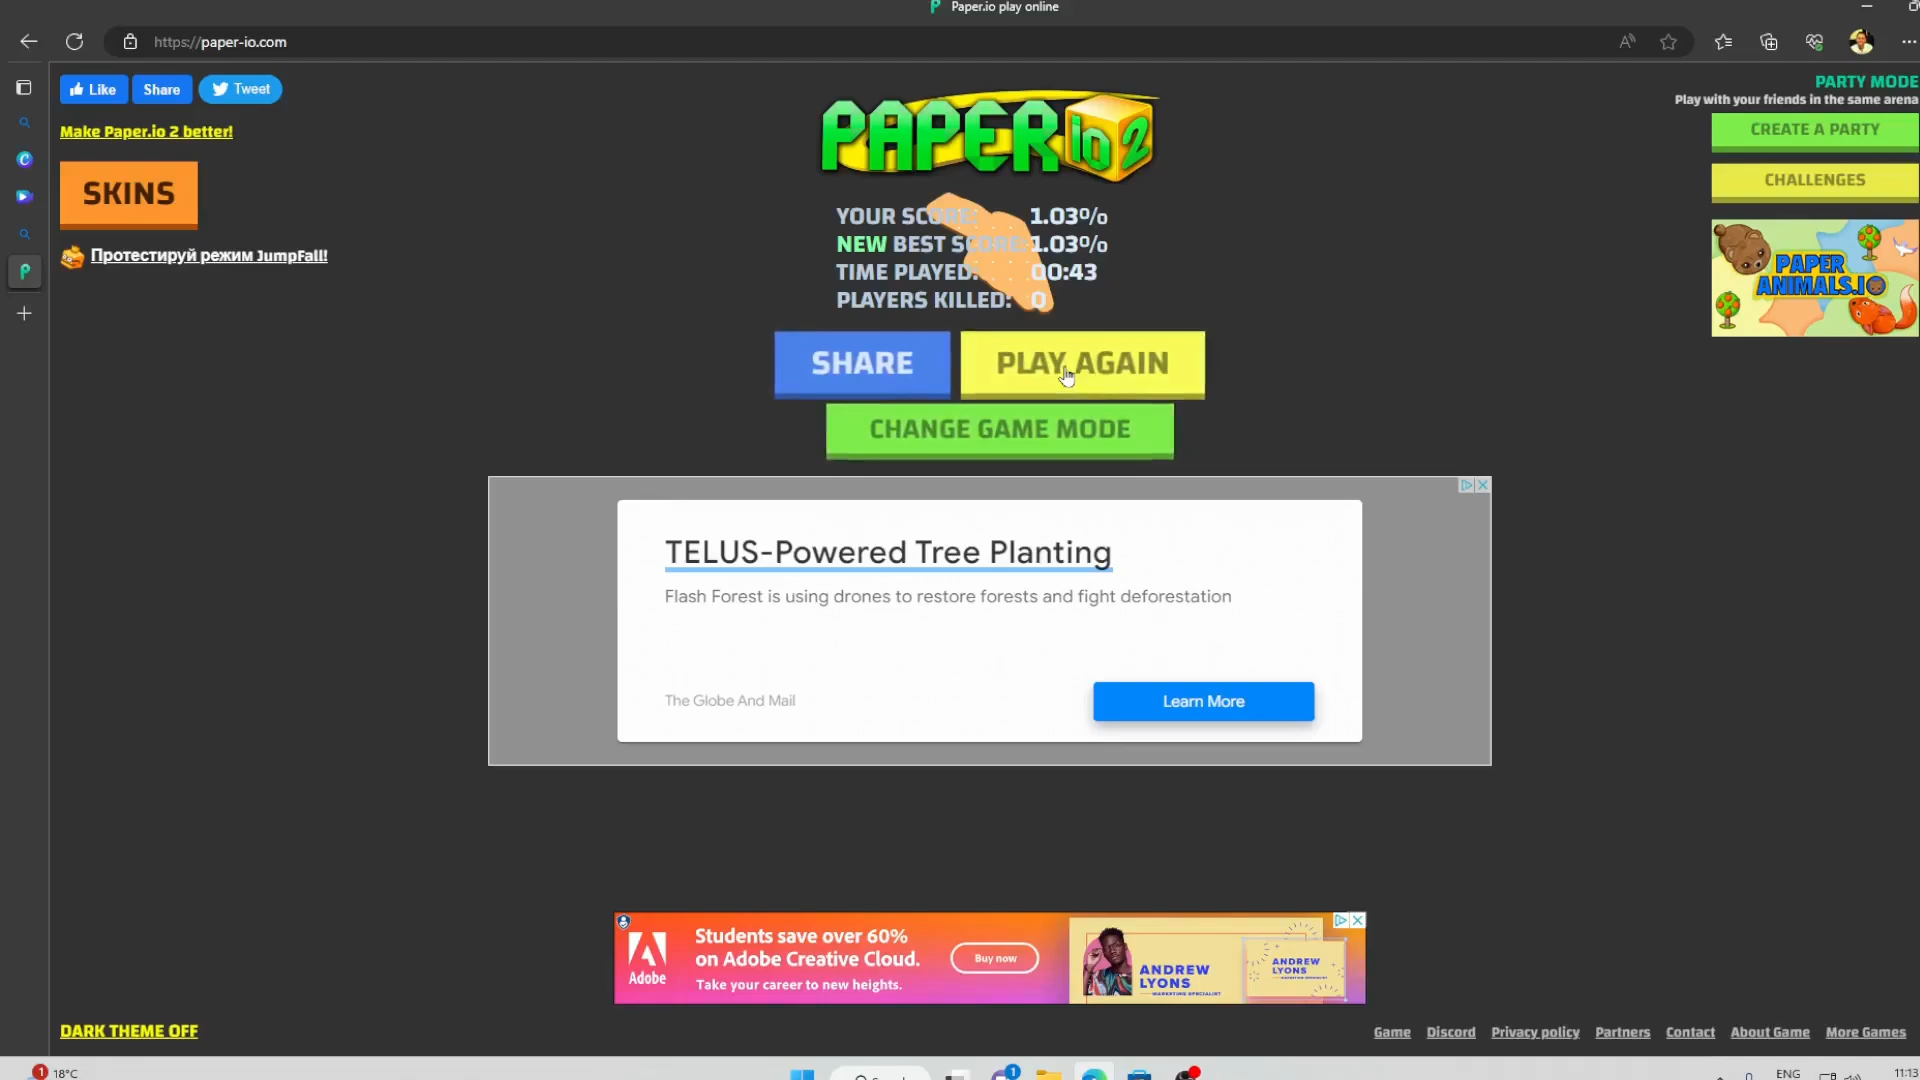 Paper.io play online
https://paper-io.com
Like
Share
Tweet
Make Paper.io 2 better!
SKINS
Протестируй режим JumpFall!
PAPER io 2
YOUR SCORE: 1.03%
NEW BEST SCORE: 1.03%
TIME PLAYED: 00:43
PLAYERS KILLED: 0
SHARE
PLAY AGAIN
CHANGE GAME MODE
PARTY MODE
Play with your friends in the same arena
CREATE A PARTY
CHALLENGES
PAPER
ANIMALS.IO
TELUS-Powered Tree Planting
Flash Forest is using drones to restore forests and fight deforestation
The Globe And Mail
Learn More
Adobe
Students save over 60%
on Adobe Creative Cloud.
Take your career to new heights.
Buy now
ANDREW
LYONS
MARKETING SPECIALIST
ANDREW
LYONS
DARK THEME OFF
Game
Discord
Privacy policy
Partners
Contact
About Game
More Games
1
18°C
1
ENG
11:13